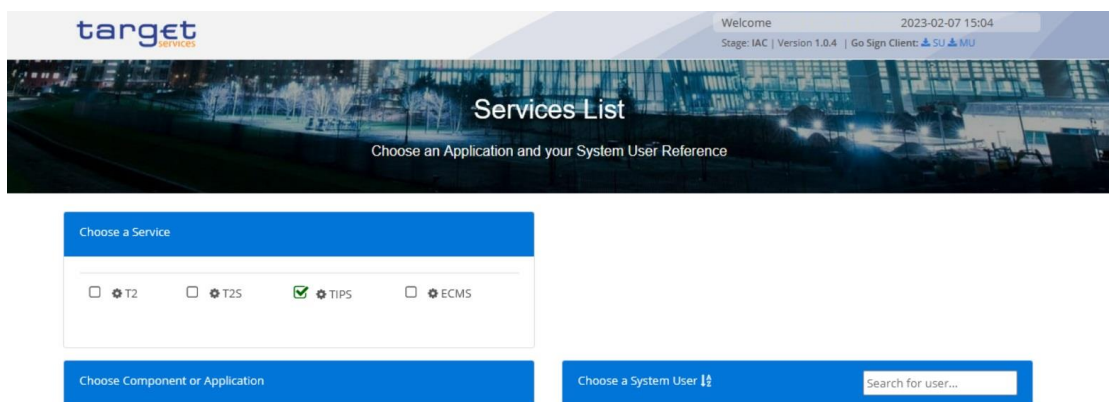 target
services
Welcome 2023-02-07 15:04
Stage: IAC | Version 1.0.4 | Go Sign Client: SU MU
Services List
Choose an Application and your System User Reference
Choose a Service
T2 T2S TIPS ECMS
Choose Component or Application
Choose a System User
Search for user...